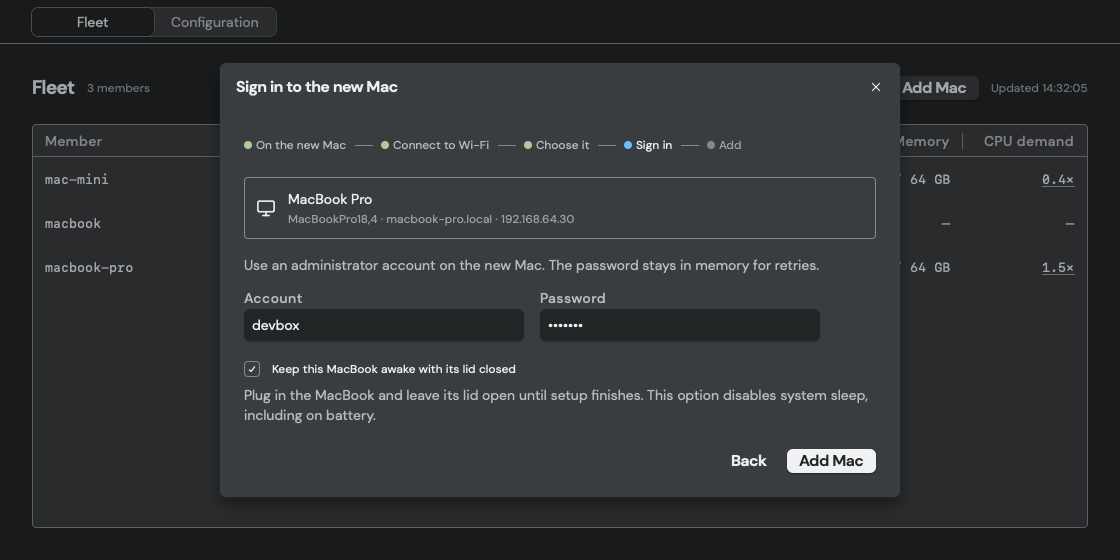 Fleet Configuration
Fleet 3 members Add Mac Updated 14:32:05
Sign in to the new Mac
On the new Mac Connect to Wi-Fi Choose it Sign in Add
MacBook Pro
MacBookPro18,4 · macbook-pro.local · 192.168.64.30
Use an administrator account on the new Mac. The password stays in memory for retries.
Account Password
devbox •••••••
Keep this MacBook awake with its lid closed
Plug in the MacBook and leave its lid open until setup finishes. This option disables system sleep,
including on battery.
Back Add Mac
Member Memory CPU demand
mac-mini 64 GB 0.4×
macbook — —
macbook-pro 64 GB 1.5×